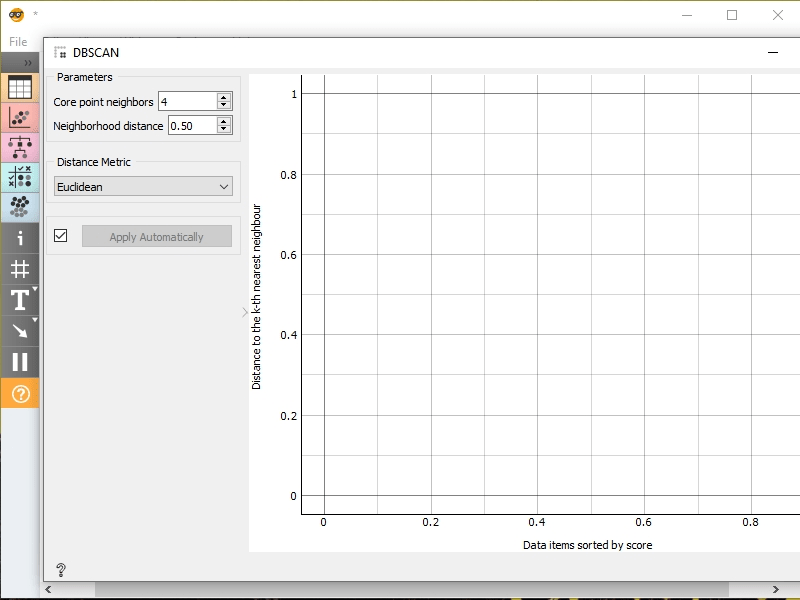 *
File
DBSCAN
Parameters
Core point neighbors 4
Neighborhood distance 0.50
Distance Metric
Euclidean
Apply Automatically
Distance to the k-th nearest neighbour
1
0.8
0.6
0.4
0.2
0
0 0.2 0.4 0.6 0.8
Data items sorted by score